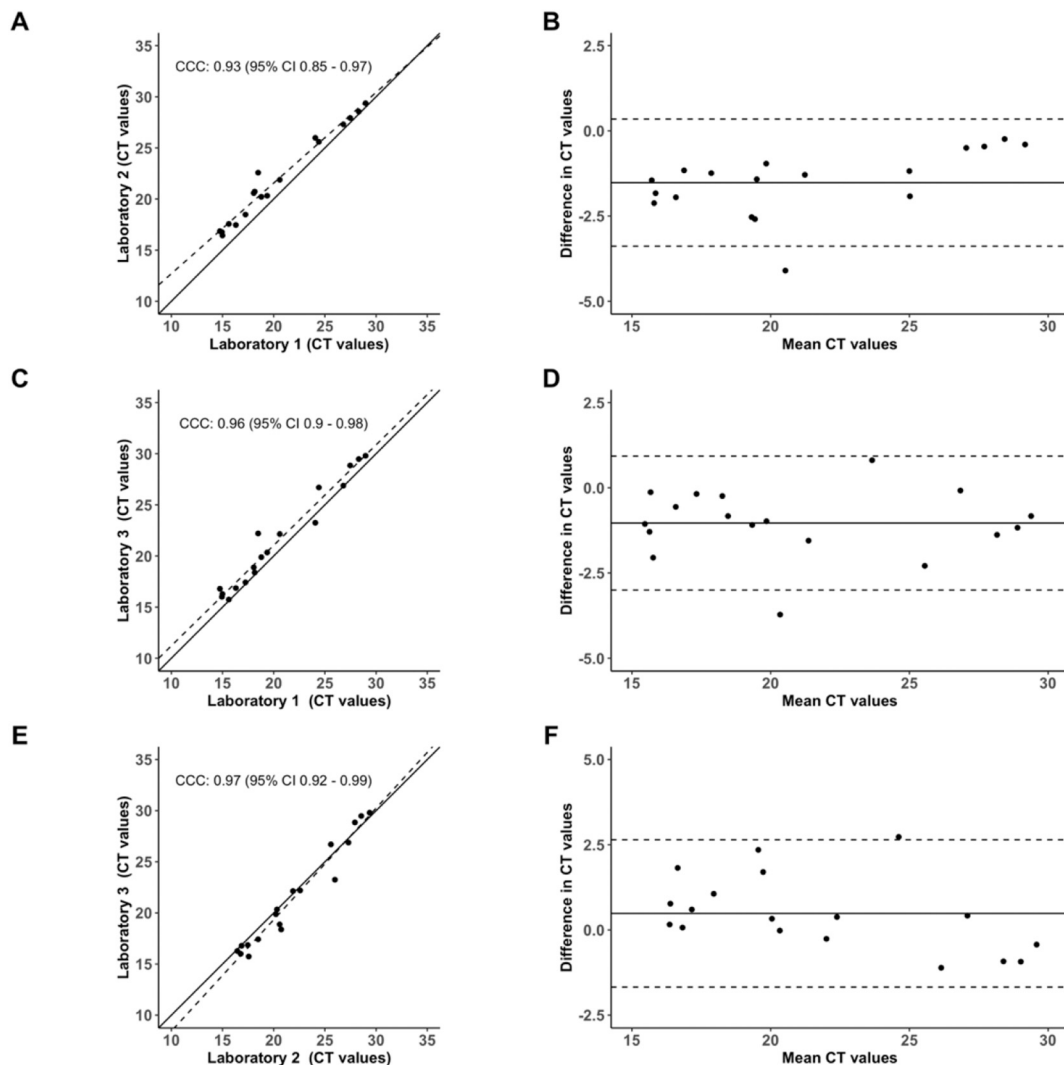 A
CCC: 0.93 (95% CI 0.85 - 0.97)
Laboratory 2 (CT values)
35
30
25
20
15
10
10 15 20 25 30 35
Laboratory 1 (CT values)
B
Difference in CT values
2.5
0.0
-2.5
-5.0
15 20 25 30
Mean CT values
C
CCC: 0.96 (95% CI 0.9 - 0.98)
Laboratory 3 (CT values)
35
30
25
20
15
10
10 15 20 25 30 35
Laboratory 1 (CT values)
D
Difference in CT values
2.5
0.0
-2.5
-5.0
15 20 25 30
Mean CT values
E
CCC: 0.97 (95% CI 0.92 - 0.99)
Laboratory 3 (CT values)
35
30
25
20
15
10
10 15 20 25 30 35
Laboratory 2 (CT values)
F
Difference in CT values
5.0
2.5
0.0
-2.5
15 20 25 30
Mean CT values